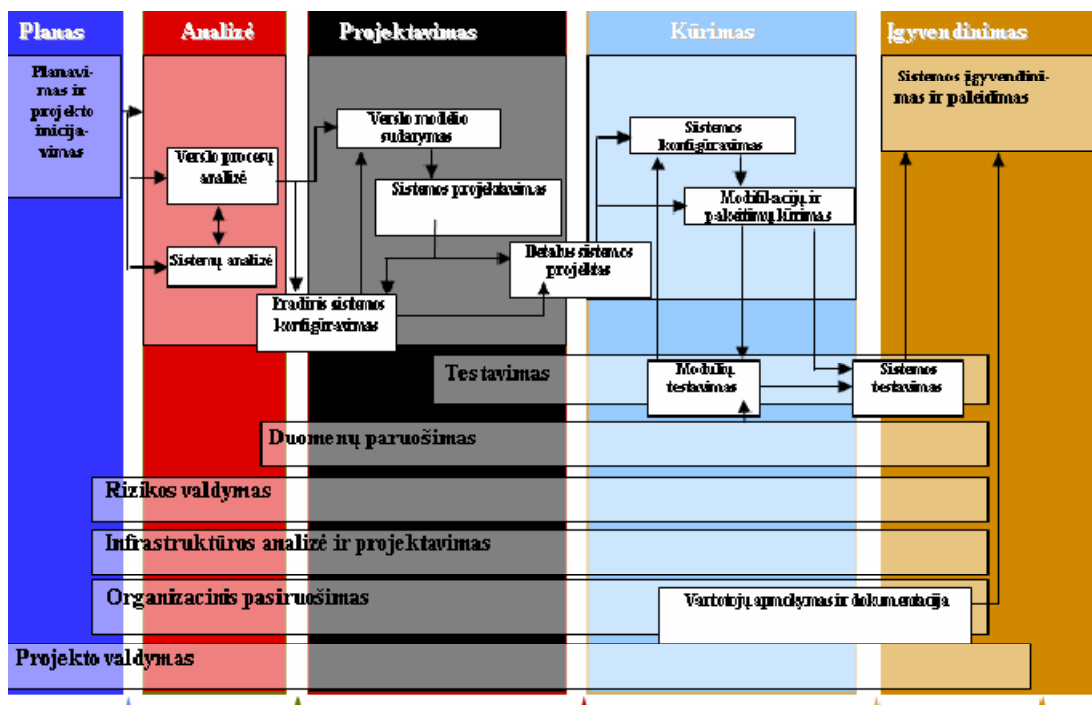 Planas
Analizė
Projektavimas
Kūrimas
Įgyvendinimas
Planavi-
mas ir
projekto
inicija-
vimas
Sistemos įgyvendini-
mas ir paleidimas
Verslo modelio
sudarymas
Sistemos
konfigūravimas
Verslo procesų
analizė
Sistemos projektavimas
Modifikacijų ir
pakeitimų kūrimas
Sistemų analizė
Detalus sistemos
projektas
Pradinis sistemos
konfigūravimas
Testavimas
Modulių
testavimas
Sistemos
testavimas
Duomenų paruošimas
Rizikos valdymas
Infrastruktūros analizė ir projektavimas
Organizacinis pasiruošimas
Vartotojų apmokymas ir dokumentacija
Projekto valdymas